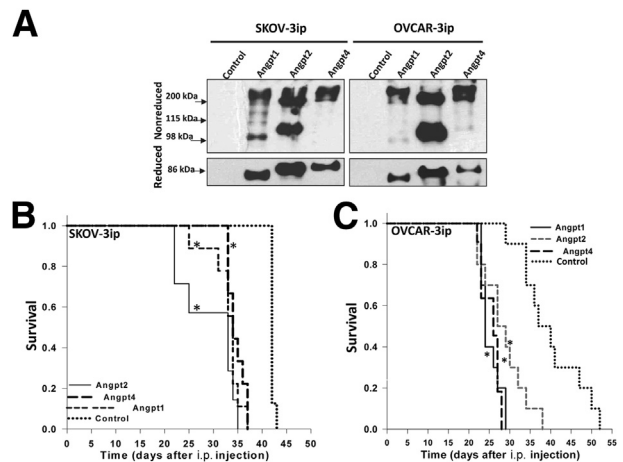 A
SKOV-3ip OVCAR-3ip
Control Angpt1 Angpt2 Angpt4 Control Angpt1 Angpt2 Angpt4
Nonreduced
200 kDa
115 kDa
98 kDa
Reduced
86 kDa
B
SKOV-3ip
Survival
1.0
0.8
0.6
0.4
0.2
0.0
* * *
Angpt2
Angpt4
Angpt1
Control
0 5 10 15 20 25 30 35 40 45 50
Time (days after i.p. injection)
C
OVCAR-3ip
Survival
1.0
0.8
0.6
0.4
0.2
0.0
Angpt1
Angpt2
Angpt4
Control
* * *
0 5 10 15 20 25 30 35 40 45 50 55
Time (days after i.p. injection)